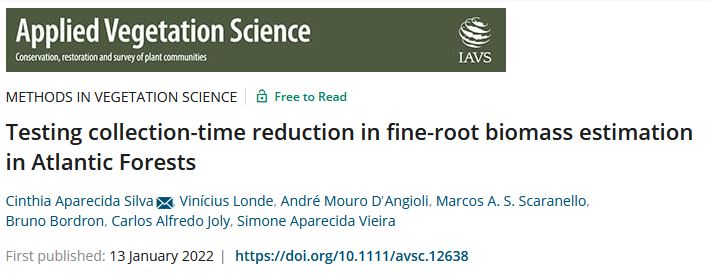 Applied Vegetation Science
Conservation, restoration and survey of plant communities
IAVS
METHODS IN VEGETATION SCIENCE
Free to Read
Testing collection-time reduction in fine-root biomass estimation
in Atlantic Forests
Cinthia Aparecida Silva, Vinícius Londe, André Mouro D'Angioli, Marcos A. S. Scaranello,
Bruno Bordron, Carlos Alfredo Joly, Simone Aparecida Vieira
First published: 13 January 2022 | https://doi.org/10.1111/avsc.12638